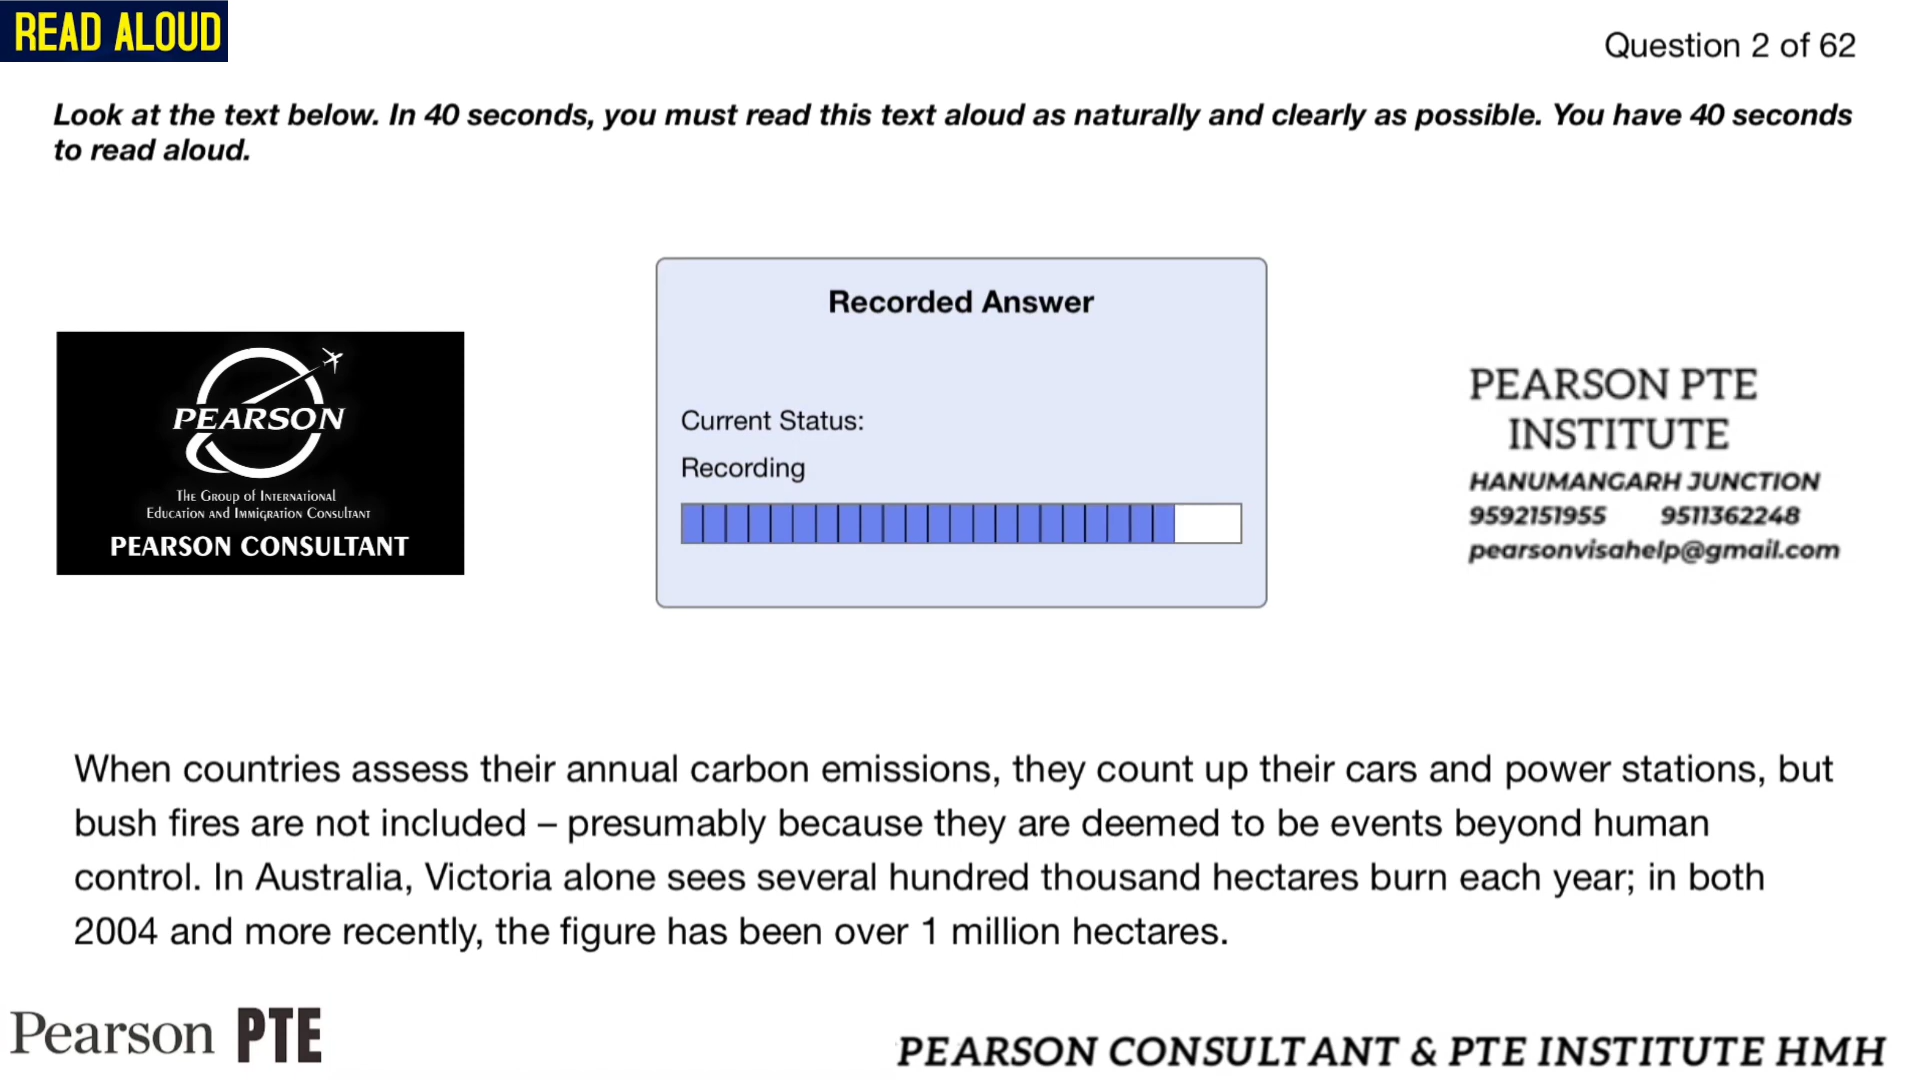 READ ALOUD
Question 2 of 62
Look at the text below. In 40 seconds, you must read this text aloud as naturally and clearly as possible. You have 40 seconds
to read aloud.
Recorded Answer
Current Status:
Recording
PEARSON
The Group of International
Education and Immigration Consultant
PEARSON CONSULTANT
PEARSON PTE
INSTITUTE
HANUMANGARH JUNCTION
9592151955 9511362248
pearsonvisahelp@gmail.com
When countries assess their annual carbon emissions, they count up their cars and power stations, but
bush fires are not included – presumably because they are deemed to be events beyond human
control. In Australia, Victoria alone sees several hundred thousand hectares burn each year; in both
2004 and more recently, the figure has been over 1 million hectares.
Pearson PTE
PEARSON CONSULTANT & PTE INSTITUTE HMH